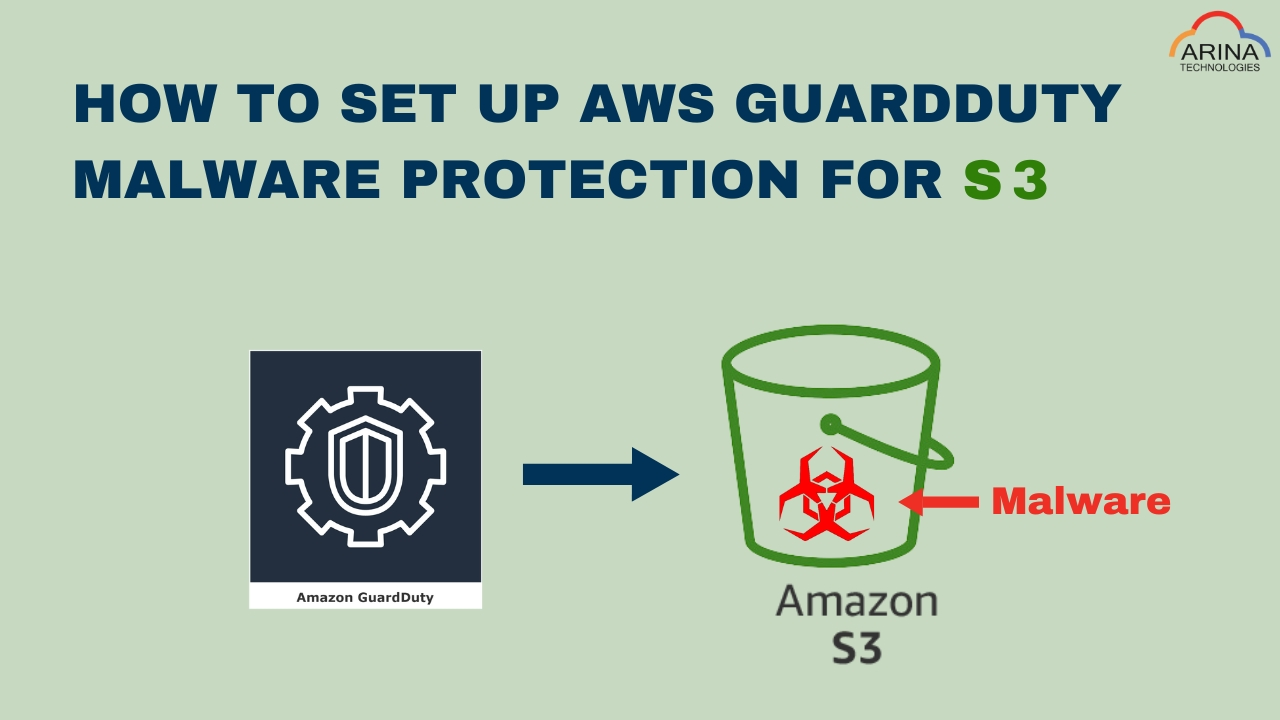 ARINA
TECHNOLOGIES
HOW TO SET UP AWS GUARDDUTY
MALWARE PROTECTION FOR S3
Amazon GuardDuty
Malware
Amazon
S3